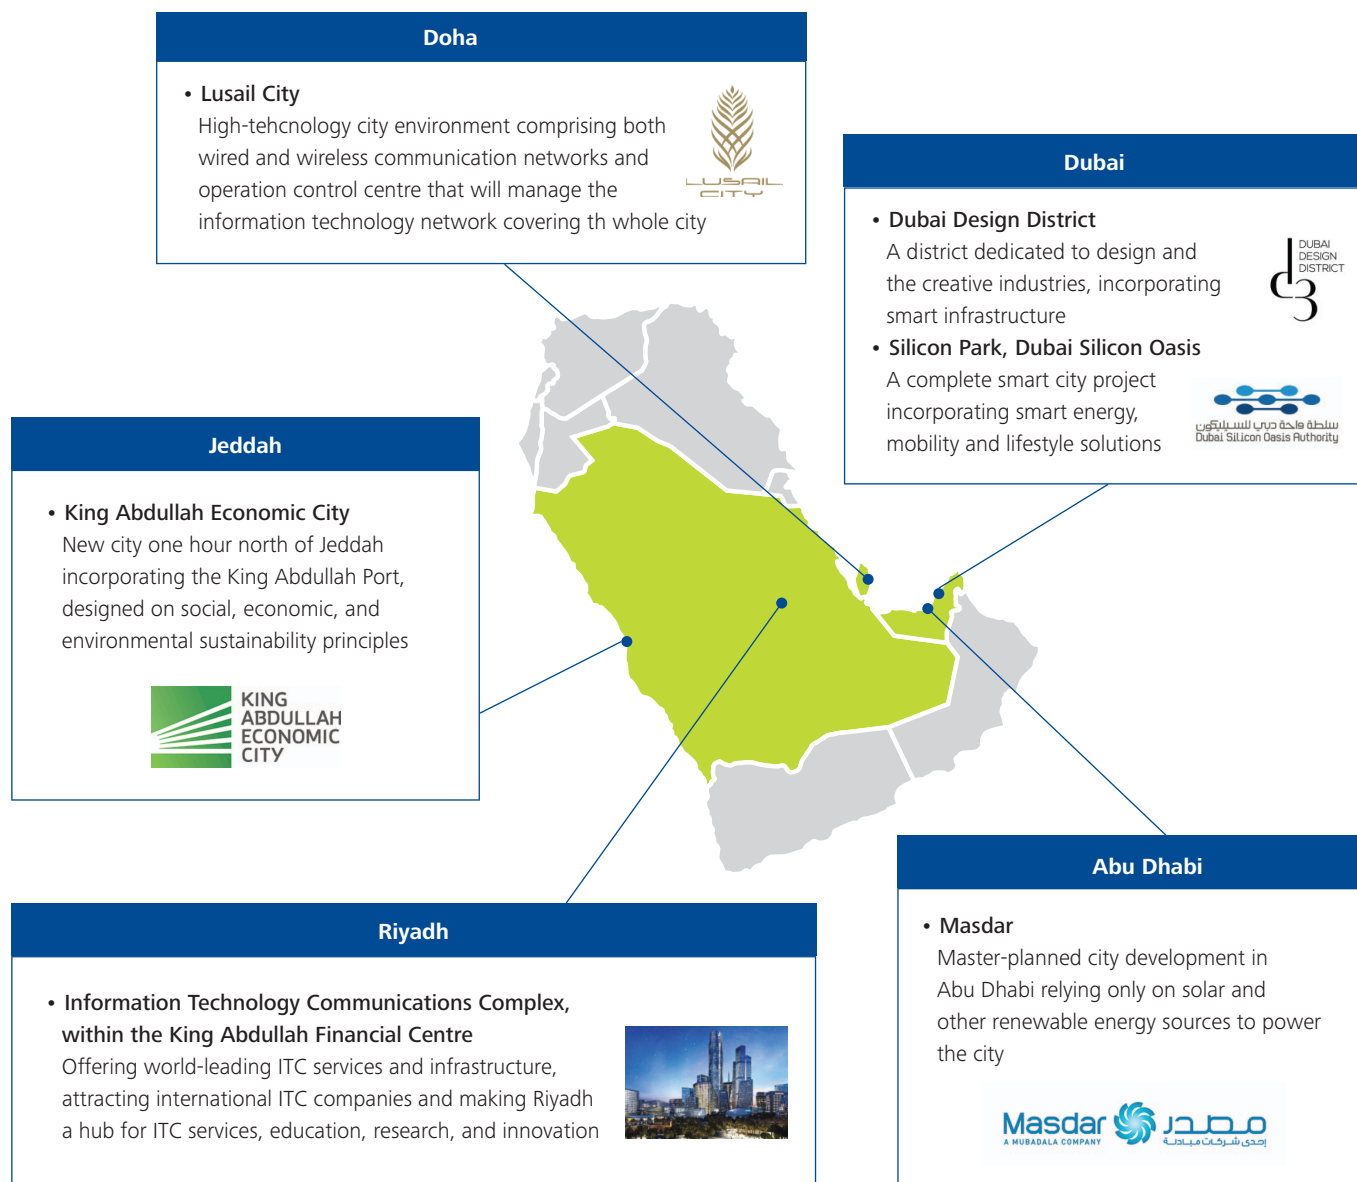 Doha
• Lusail City
High-tehcnology city environment comprising both
wired and wireless communication networks and
operation control centre that will manage the
information technology network covering th whole city
LUSAIL
CITY
Dubai
• Dubai Design District
A district dedicated to design and
the creative industries, incorporating
smart infrastructure
DUBAI
DESIGN
DISTRICT
d3
• Silicon Park, Dubai Silicon Oasis
A complete smart city project
incorporating smart energy,
mobility and lifestyle solutions
سلطة واحة دبي للسيليكون
Dubai Silicon Oasis Authority
Jeddah
• King Abdullah Economic City
New city one hour north of Jeddah
incorporating the King Abdullah Port,
designed on social, economic, and
environmental sustainability principles
KING
ABDULLAH
ECONOMIC
CITY
Riyadh
• Information Technology Communications Complex,
within the King Abdullah Financial Centre
Offering world-leading ITC services and infrastructure,
attracting international ITC companies and making Riyadh
a hub for ITC services, education, research, and innovation
Abu Dhabi
• Masdar
Master-planned city development in
Abu Dhabi relying only on solar and
other renewable energy sources to power
the city
Masdar
A MUBADALA COMPANY
مصدر
إحدى شركات مبادلة